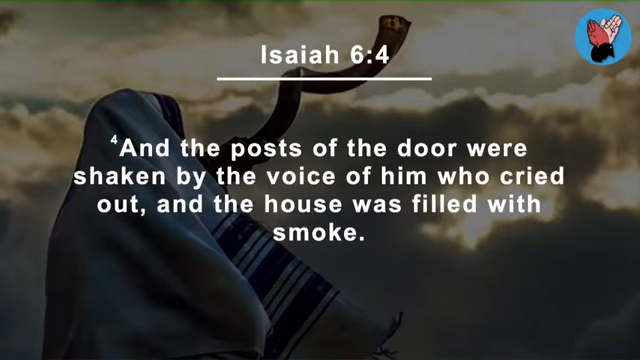 Isaiah 6:4
⁴And the posts of the door were
shaken by the voice of him who cried
out, and the house was filled with
smoke.